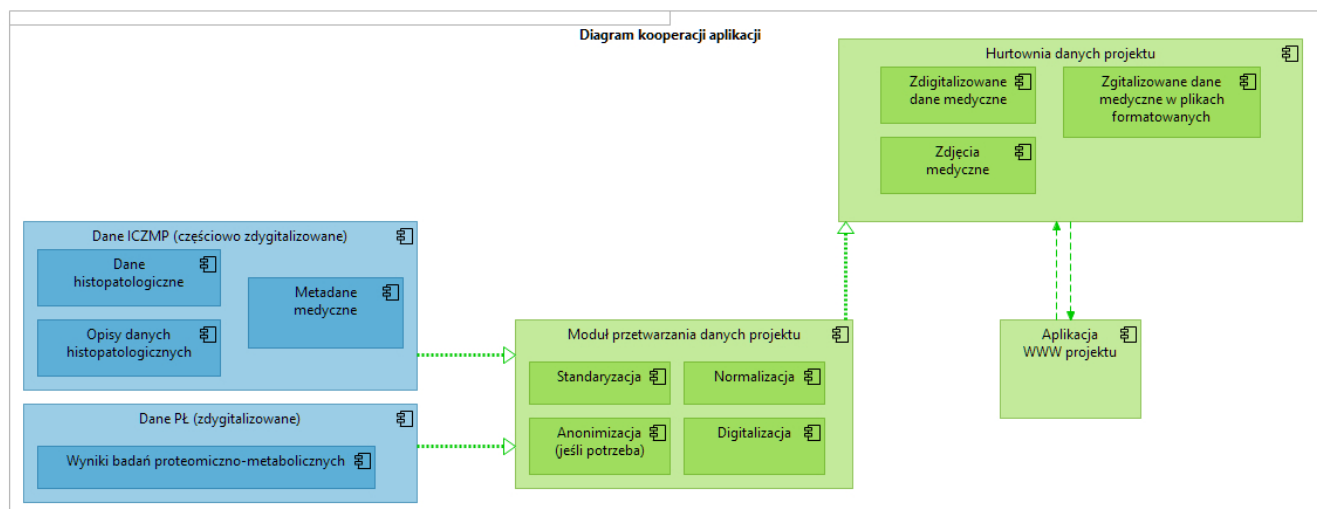 Diagram kooperacji aplikacji
Hurtownia danych projektu
Zdigitalizowane
dane medyczne
Zgitalizowane dane
medyczne w plikach
formatowanych
Zdjęcia
medyczne
Dane ICZMP (częściowo zdygitalizowane)
Dane
histopatologiczne
Metadane
medyczne
Opisy danych
histopatologicznych
Moduł przetwarzania danych projektu
Standaryzacja
Normalizacja
Anonimizacja
(jeśli potrzeba)
Digitalizacja
Aplikacja
WWW projektu
Dane PŁ (zdygitalizowane)
Wyniki badań proteomiczno-metabolicznych